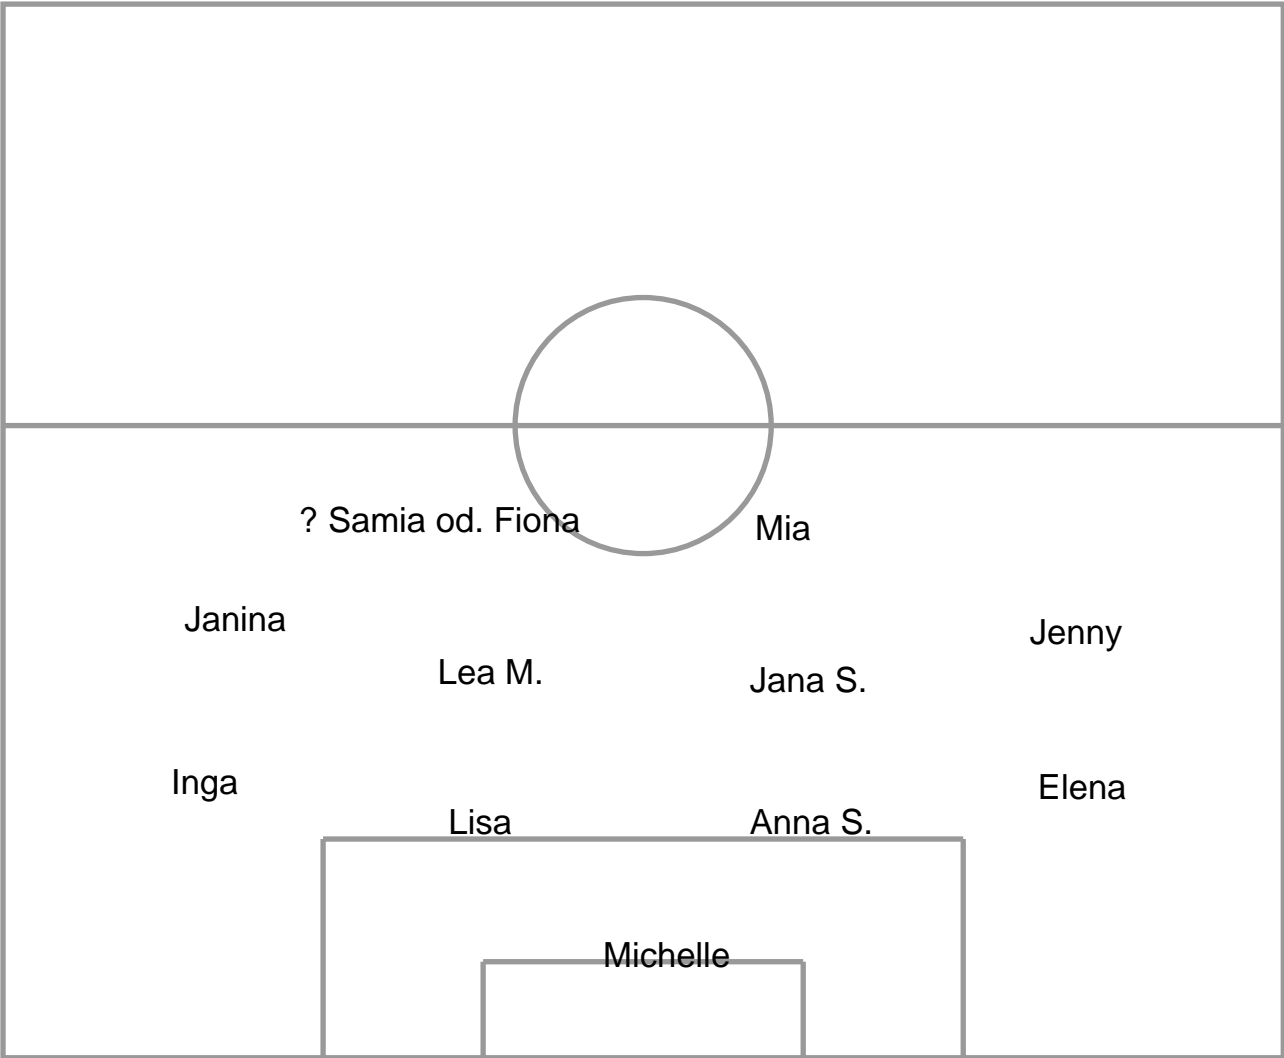 ? Samia od. Fiona
Mia
Janina
Jenny
Lea M.
Jana S.
Inga
Elena
Lisa
Anna S.
Michelle